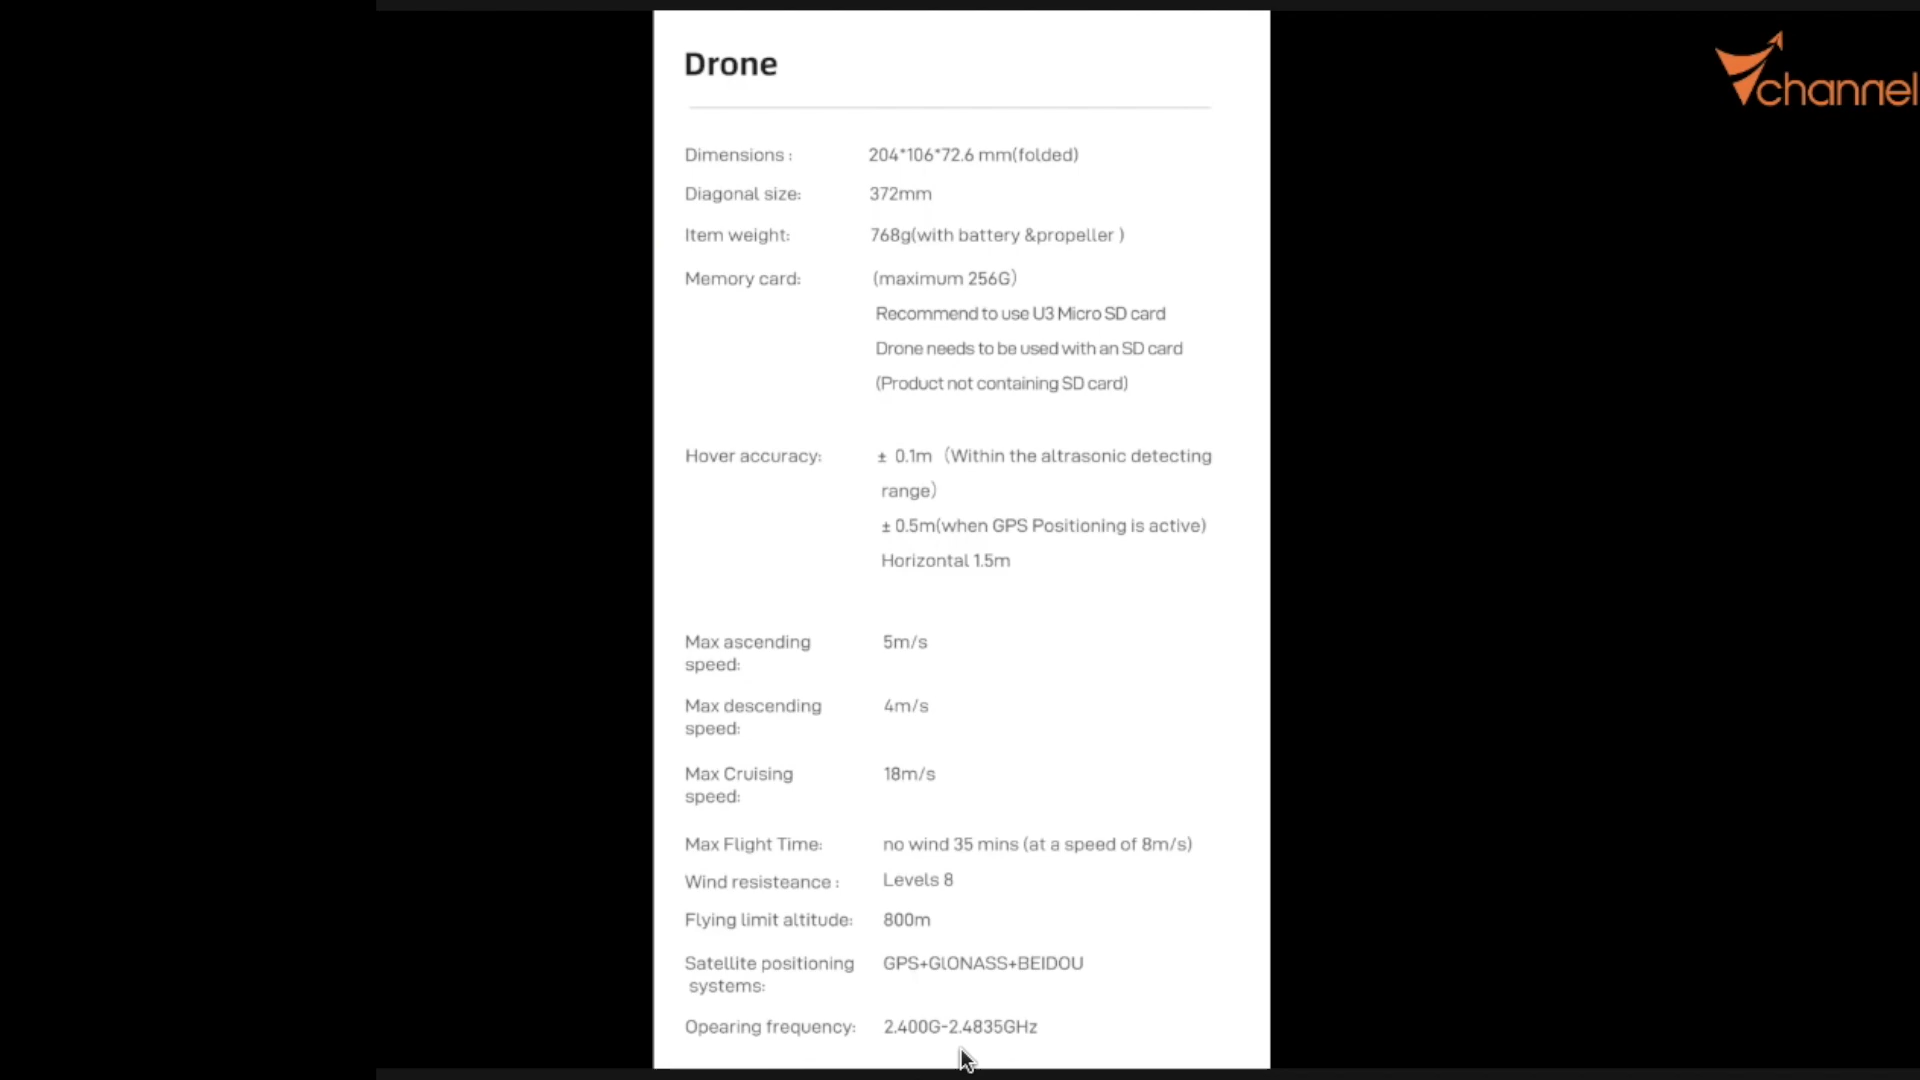 Drone
channel
Dimensions : 204*106*72.6 mm(folded)
Diagonal size: 372mm
Item weight: 768g(with battery &propeller )
Memory card: (maximum 256G)
Recommend to use U3 Micro SD card
Drone needs to be used with an SD card
(Product not containing SD card)
Hover accuracy: ± 0.1m (Within the altrasonic detecting
range)
± 0.5m(when GPS Positioning is active)
Horizontal 1.5m
Max ascending 5m/s
speed:
Max descending 4m/s
speed:
Max Cruising 18m/s
speed:
Max Flight Time: no wind 35 mins (at a speed of 8m/s)
Wind resisteance : Levels 8
Flying limit altitude: 800m
Satellite positioning GPS+GlONASS+BEIDOU
systems:
Opearing frequency: 2.400G-2.4835GHz